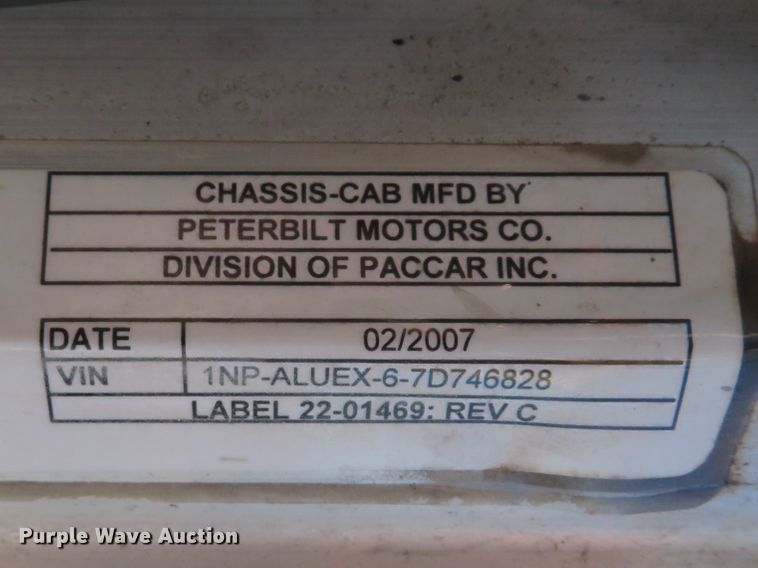 CHASSIS-CAB MFD BY
PETERBILT MOTORS CO.
DIVISION OF PACCAR INC.
DATE 02/2007
VIN 1NP-ALUEX-6-7D746828
LABEL 22-01469: REV C
Purple Wave Auction